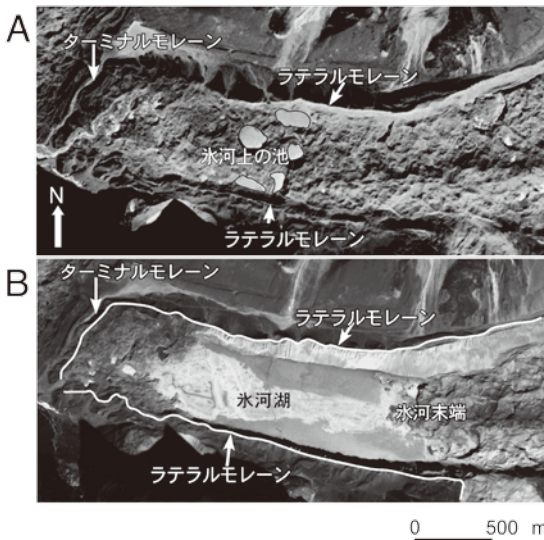 A
ターミナルモレーン
ラテラルモレーン
氷河上の池
N
ラテラルモレーン
B
ターミナルモレーン
ラテラルモレーン
氷河湖
氷河末端
ラテラルモレーン
0 500 m